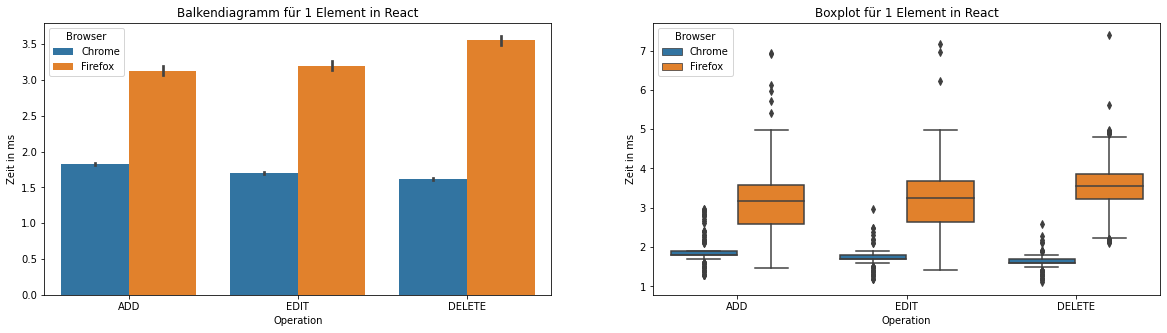 Balkendiagramm für 1 Element in React
Browser
Chrome
Firefox
Zeit in ms
3.5
3.0
2.5
2.0
1.5
1.0
0.5
0.0
ADD
EDIT
DELETE
Operation
Boxplot für 1 Element in React
Browser
Chrome
Firefox
Zeit in ms
7
6
5
4
3
2
1
ADD
EDIT
DELETE
Operation